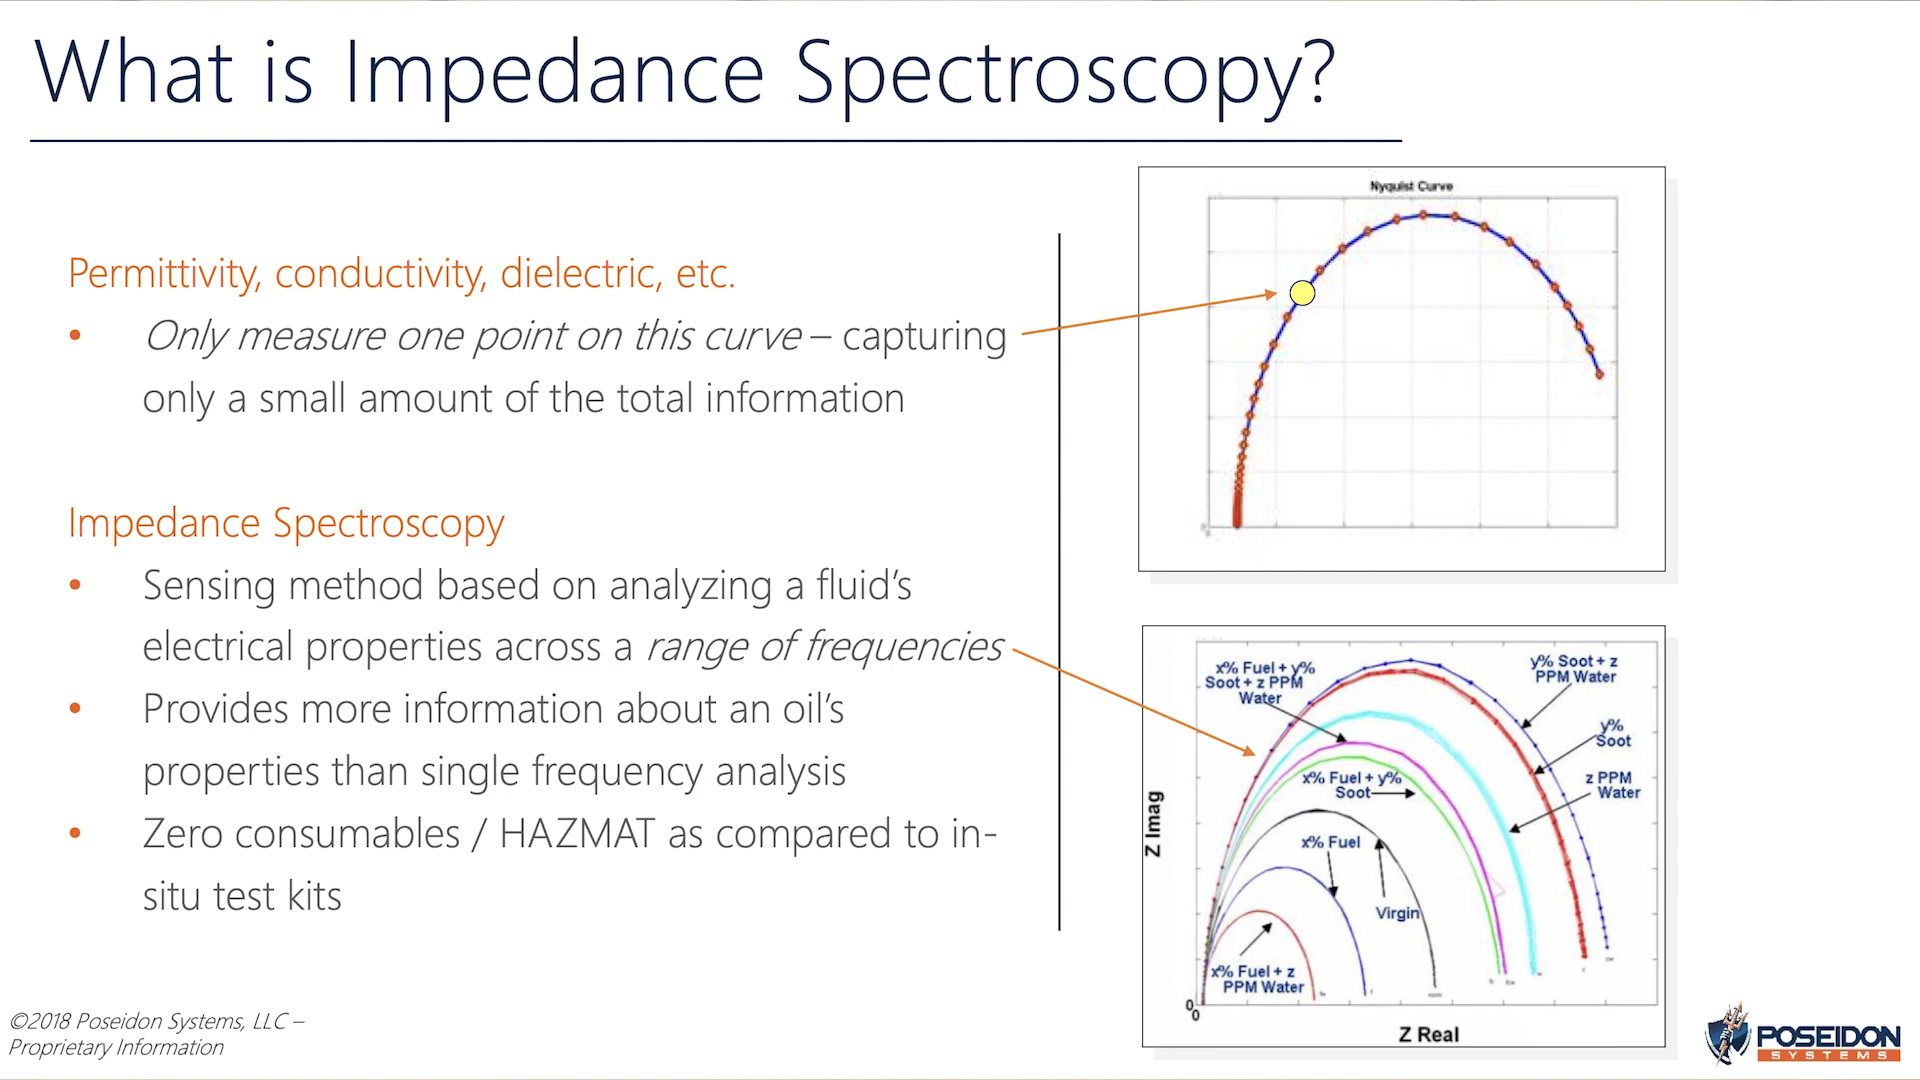 What is Impedance Spectroscopy?
Permittivity, conductivity, dielectric, etc.
• Only measure one point on this curve – capturing
only a small amount of the total information
Impedance Spectroscopy
• Sensing method based on analyzing a fluid's
electrical properties across a range of frequencies
• Provides more information about an oil's
properties than single frequency analysis
• Zero consumables / HAZMAT as compared to in-
situ test kits
Nyquist Curve
x% Fuel + y%
Soot + z PPM
Water
y% Soot + z
PPM Water
y%
Soot
z PPM
Water
x% Fuel + y%
Soot
x% Fuel
Virgin
x% Fuel + z
PPM Water
Z Imag
0
0
Z Real
©2018 Poseidon Systems, LLC –
Proprietary Information
POSEIDON
SYSTEMS